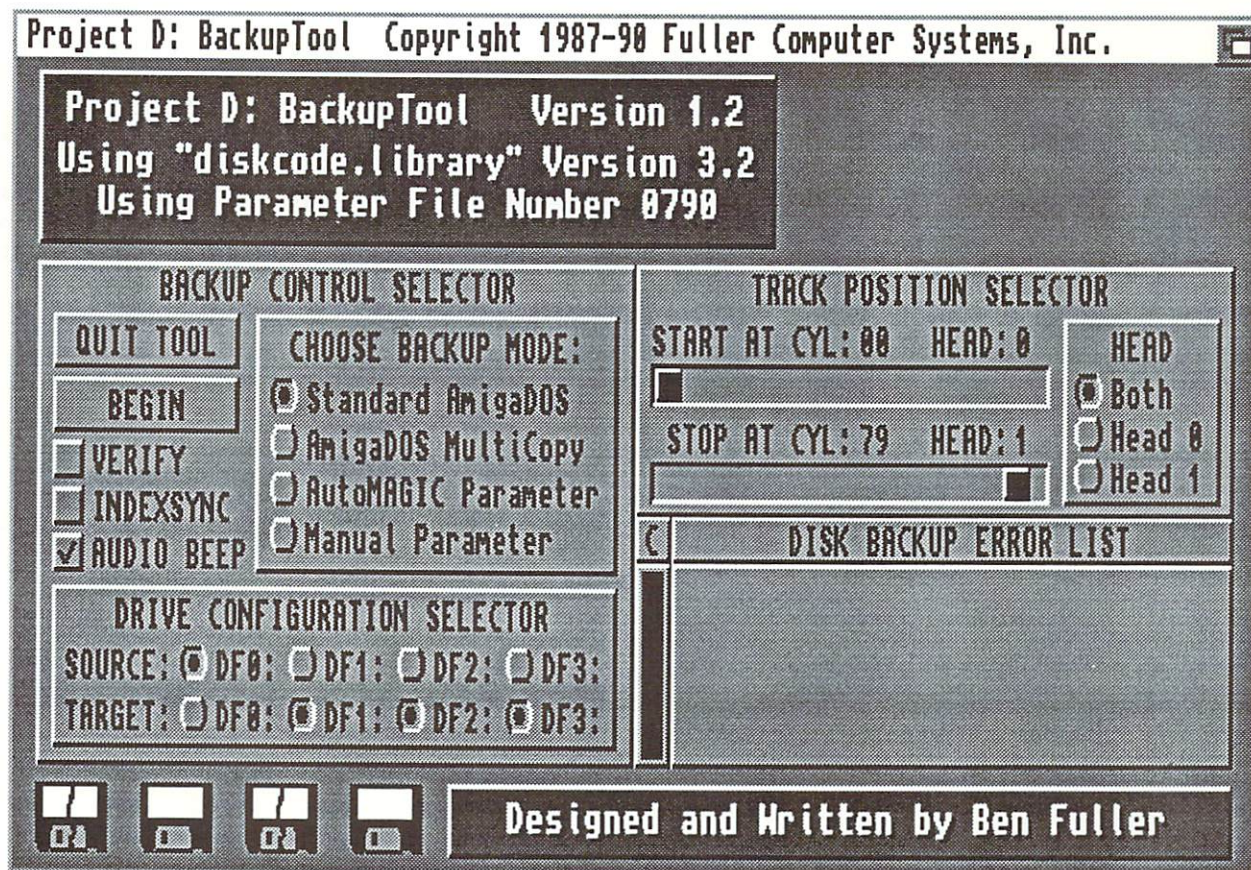 Project D: BackupTool Copyright 1987-90 Fuller Computer Systems, Inc.
Project D: BackupTool Version 1.2
Using "diskcode.library" Version 3.2
Using Parameter File Number 0790
BACKUP CONTROL SELECTOR
QUIT TOOL
BEGIN
VERIFY
INDEXSYNC
AUDIO BEEP
CHOOSE BACKUP MODE:
Standard AmigaDOS
AmigaDOS MultiCopy
AutoMAGIC Parameter
Manual Parameter
DRIVE CONFIGURATION SELECTOR
SOURCE: DF0: DF1: DF2: DF3:
TARGET: DF0: DF1: DF2: DF3:
TRACK POSITION SELECTOR
START AT CYL:00 HEAD:0
STOP AT CYL:79 HEAD:1
HEAD
Both
Head 0
Head 1
C
DISK BACKUP ERROR LIST
Designed and Written by Ben Fuller